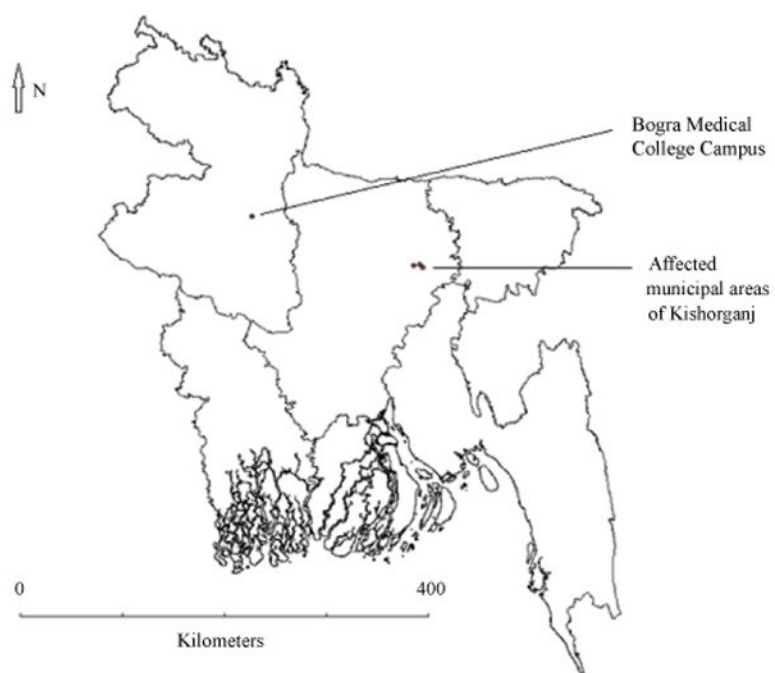 N
Bogra Medical
College Campus
Affected
municipal areas
of Kishorganj
0
400
Kilometers